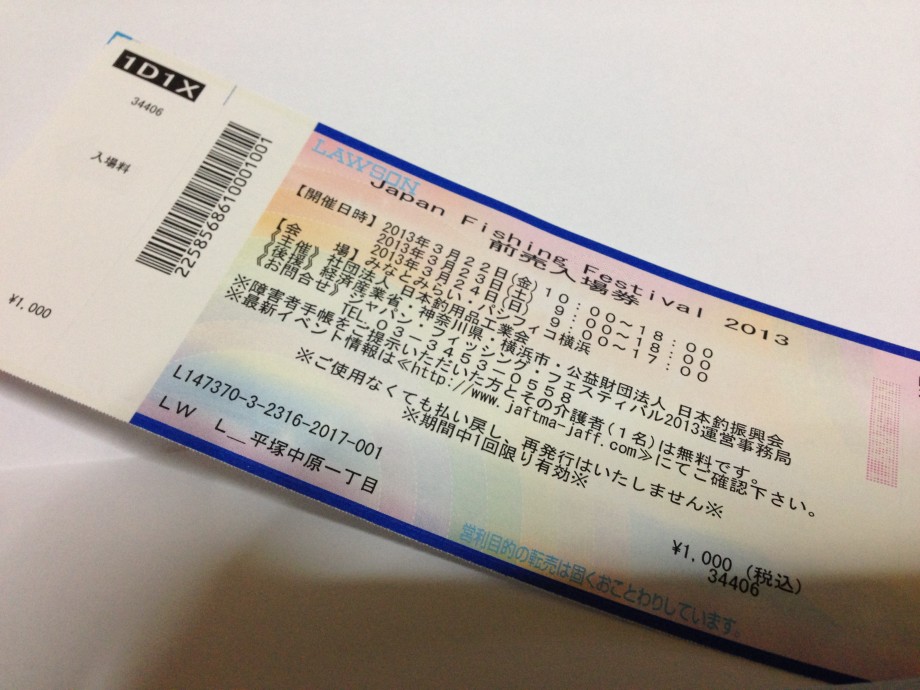 1D1X
34406
入場料
2258568610001001
¥1,000
LAWSON
Japan Fishing Festival 2013
前売入場券
【開催日時】2013年3月22日(金)10:00〜18:00
2013年3月23日(土) 9:00〜18:00
2013年3月24日(日) 9:00〜17:00
【会 場】みなとみらい・パシフィコ横浜
《主催》社団法人 日本釣用品工業会
《後援》経済産業省・神奈川県・横浜市・公益財団法人 日本釣振興会
《お問合せ》ジャパン・フィッシング・フェスティバル2013運営事務局
TEL.03-3453-0558
※障害者手帳をご提示いただいた方とその介護者(1名)は無料です。
※最新イベント情報は≪http://www.jaftma-jaff.com≫にてご確認下さい。
※ご使用なくても払い戻し、再発行はいたしません※
※期間中1回限り有効※
L147370-3-2316-2017-001
LW L__平塚中原一丁目
¥1,000 (税込)
34406
営利目的の転売は固くおことわりしています。